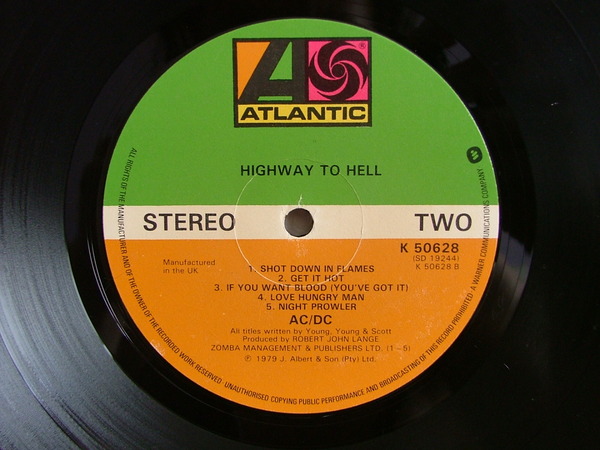 ATLANTIC
®
HIGHWAY TO HELL
STEREO
TWO
K 50628
(SD 19244)
K 50628 B
Manufactured
in the UK
1. SHOT DOWN IN FLAMES
2. GET IT HOT
3. IF YOU WANT BLOOD (YOU'VE GOT IT)
4. LOVE HUNGRY MAN
5. NIGHT PROWLER
AC/DC
All titles written by Young, Young & Scott
Produced by ROBERT JOHN LANGE
ZOMBA MANAGEMENT & PUBLISHERS LTD. (1–5)
℗ 1979 J. Albert & Son (Pty) Ltd.
ALL RIGHTS OF THE MANUFACTURER AND OF THE OWNER OF THE RECORDED WORK RESERVED · UNAUTHORISED COPYING PUBLIC PERFORMANCE AND BROADCASTING OF THIS RECORD PROHIBITED · A WARNER COMMUNICATIONS COMPANY